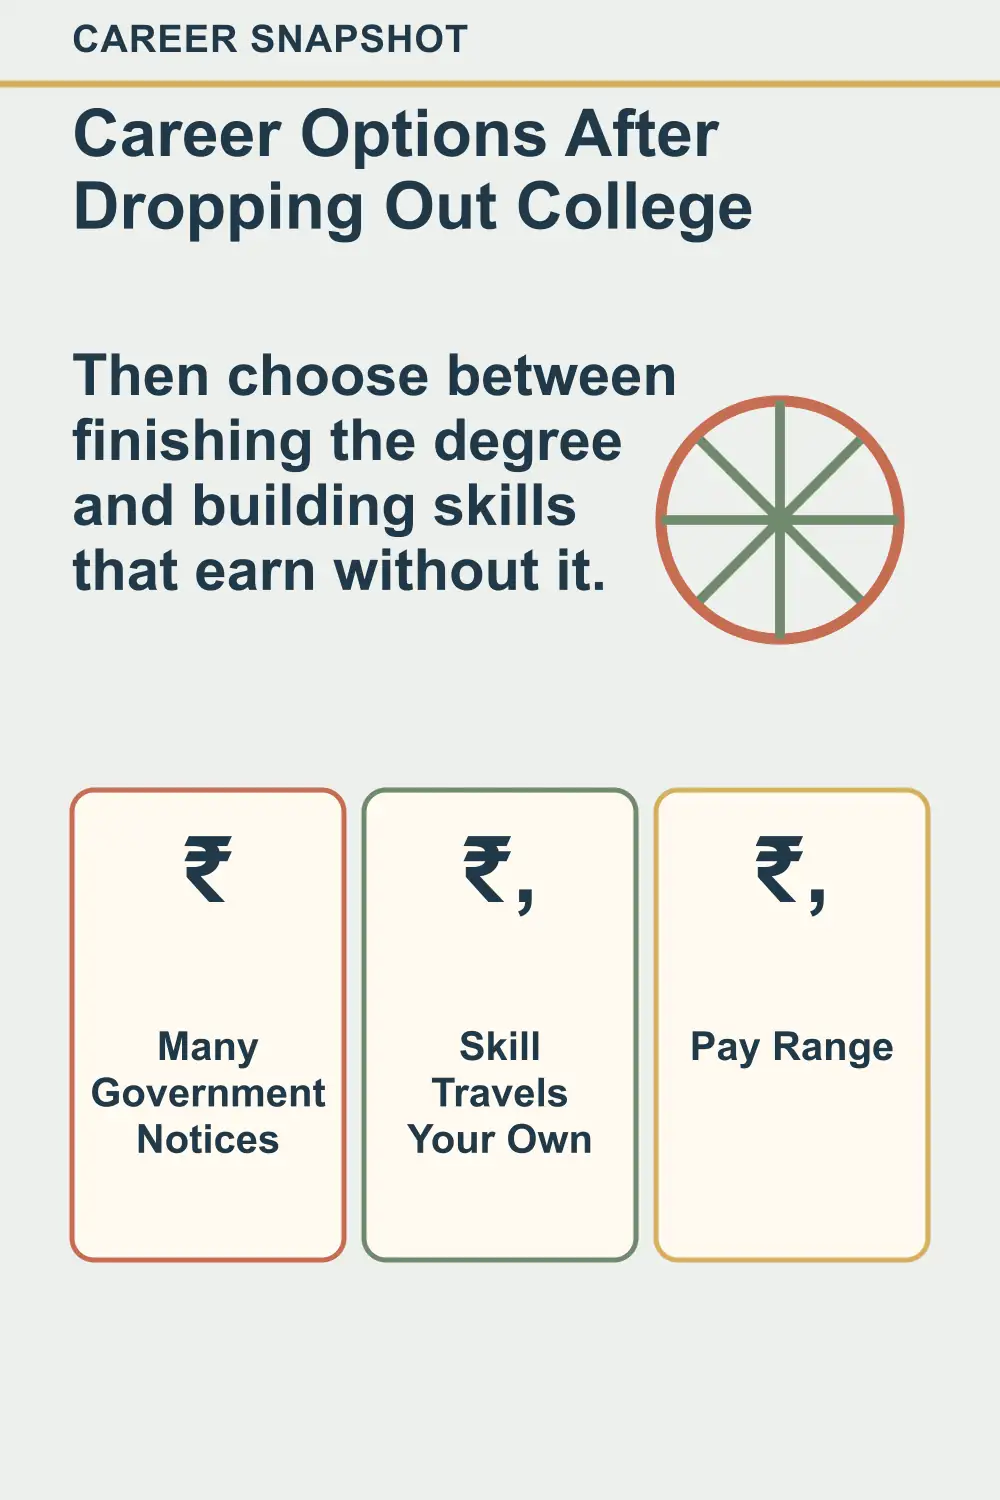 CAREER SNAPSHOT
Career Options After
Dropping Out College
Then choose between
finishing the degree
and building skills
that earn without it.
₹
Many
Government
Notices
₹,
Skill
Travels
Your Own
₹,
Pay Range